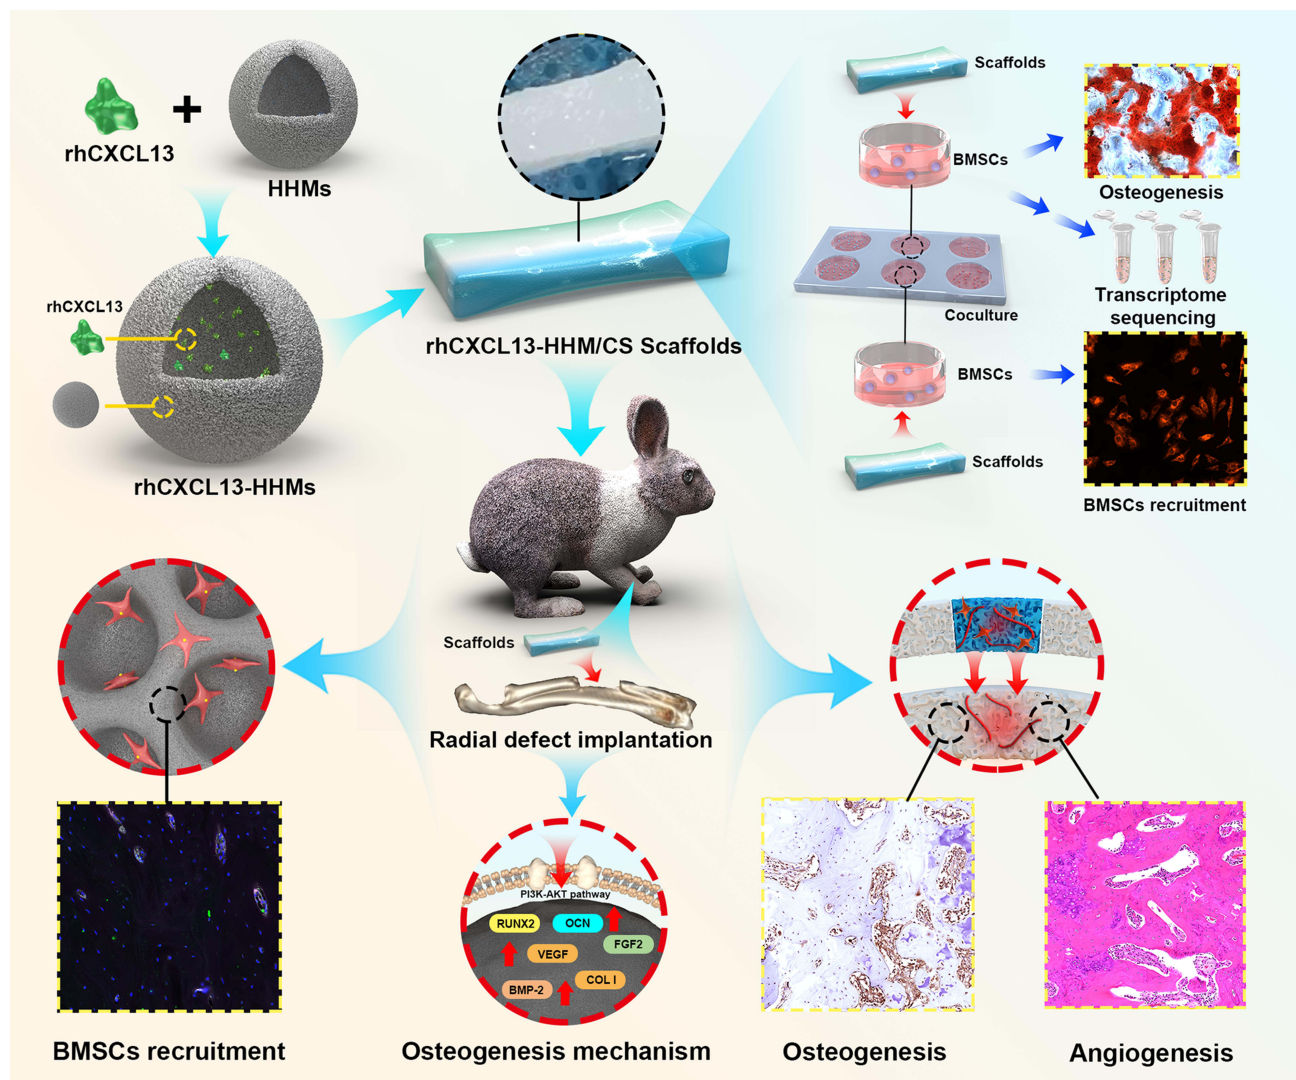 rhCXCL13
HHMs
rhCXCL13
rhCXCL13-HHMs
rhCXCL13-HHM/CS Scaffolds
Scaffolds
BMSCs
Osteogenesis
Transcriptome
sequencing
Coculture
BMSCs
Scaffolds
BMSCs recruitment
Scaffolds
Radial defect implantation
PI3K-AKT pathway
RUNX2
OCN
FGF2
VEGF
COL I
BMP-2
BMSCs recruitment
Osteogenesis mechanism
Osteogenesis
Angiogenesis